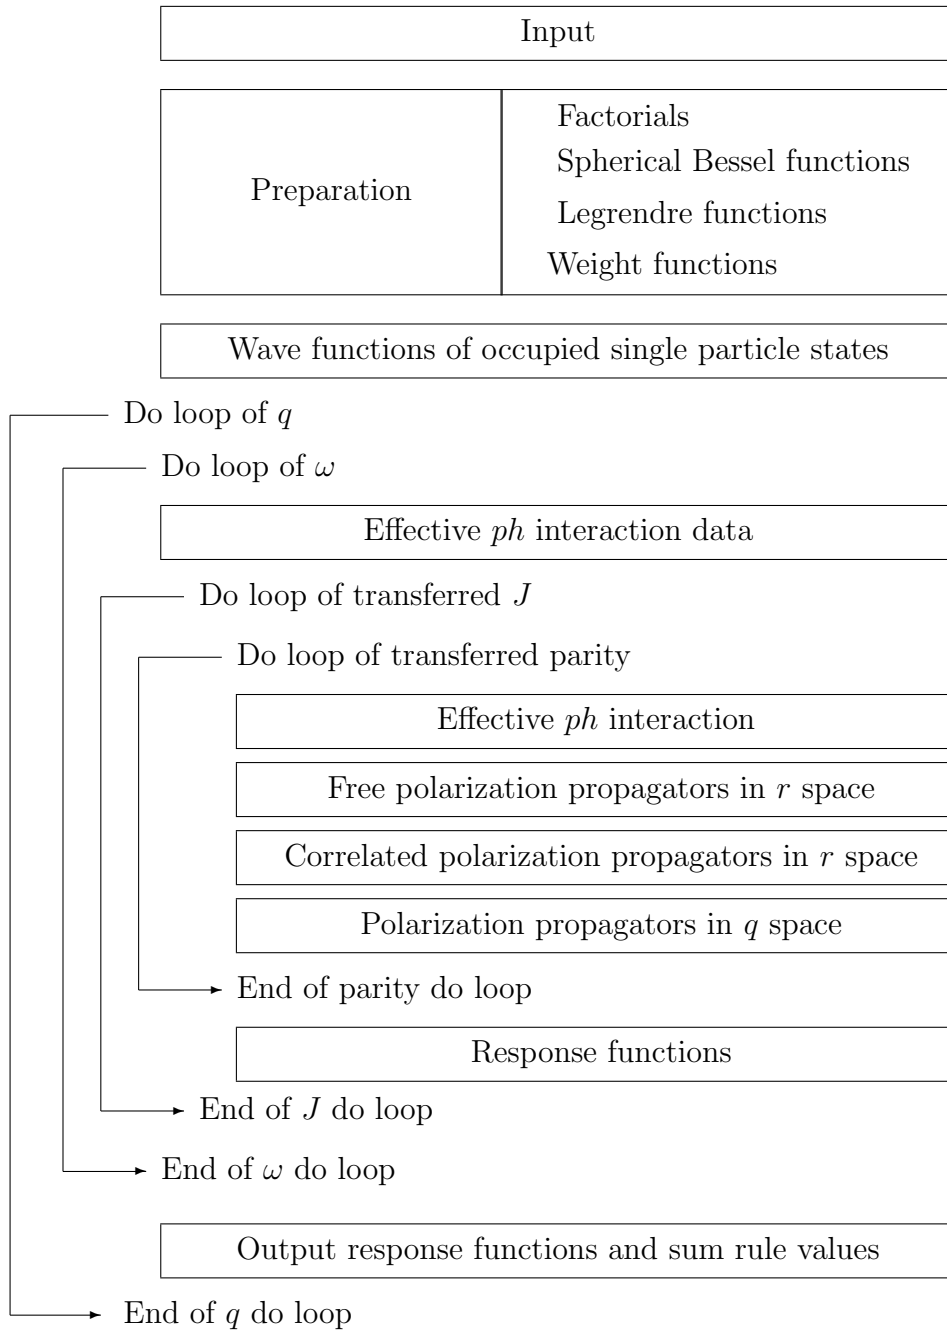 Input
Preparation
Factorials
Spherical Bessel functions
Legrendre functions
Weight functions
Wave functions of occupied single particle states
Do loop of q
Do loop of ω
Effective ph interaction data
Do loop of transferred J
Do loop of transferred parity
Effective ph interaction
Free polarization propagators in r space
Correlated polarization propagators in r space
Polarization propagators in q space
End of parity do loop
Response functions
End of J do loop
End of ω do loop
Output response functions and sum rule values
End of q do loop